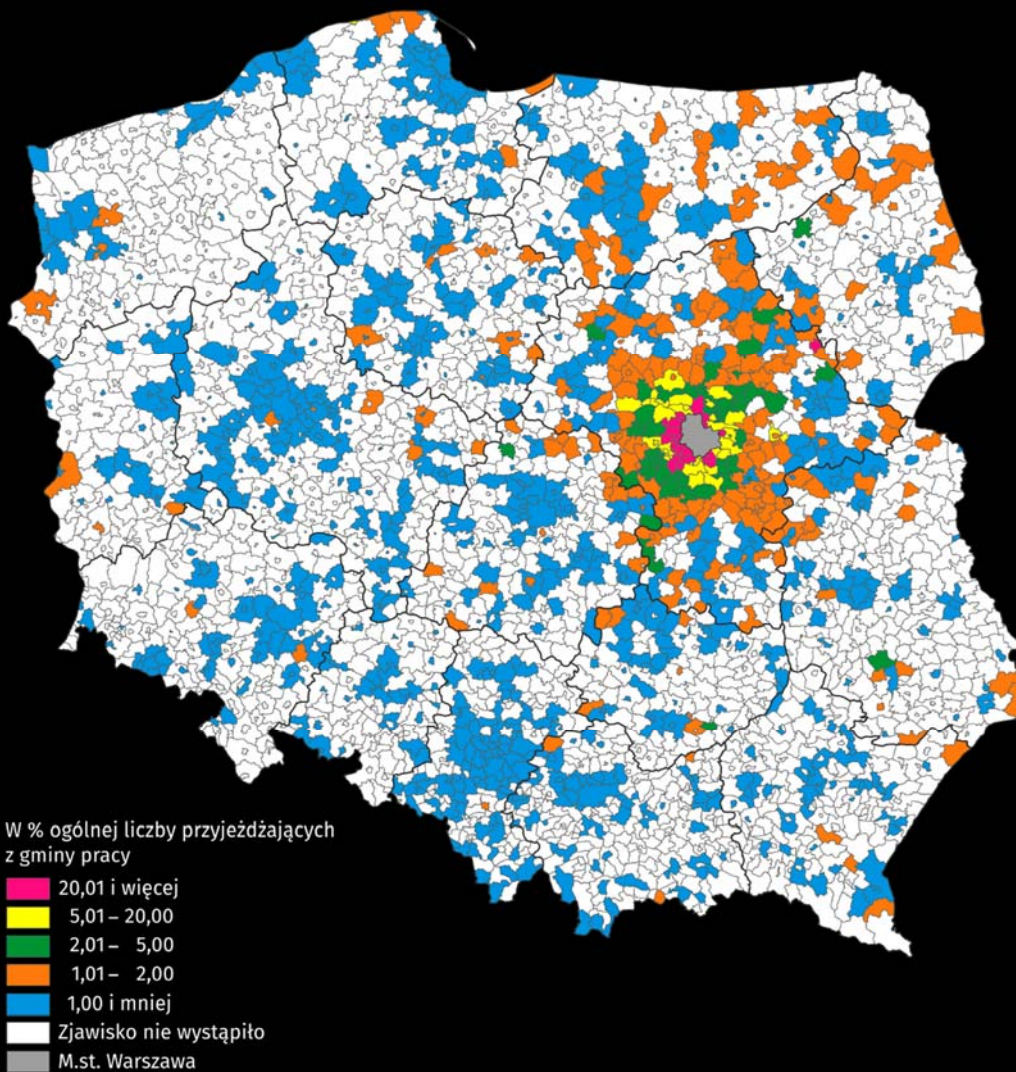 W % ogólnej liczby przyjeżdżających
z gminy pracy
20,01 i więcej
5,01 – 20,00
2,01 – 5,00
1,01 – 2,00
1,00 i mniej
Zjawisko nie wystąpiło
M.st. Warszawa